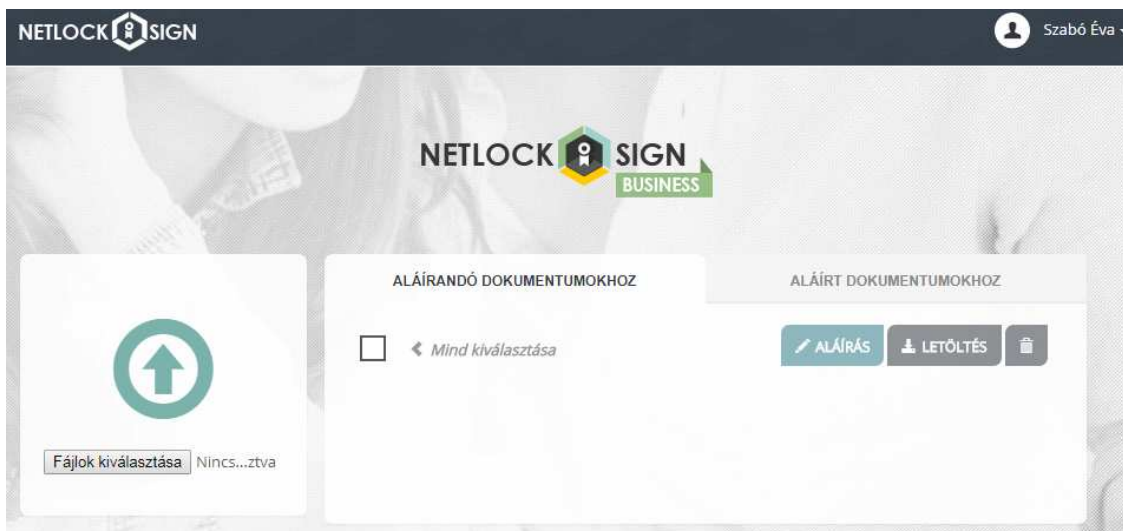 NETLOCK SIGN
Szabó Éva
NETLOCK SIGN
BUSINESS
ALÁÍRANDÓ DOKUMENTUMOKHOZ
ALÁÍRT DOKUMENTUMOKHOZ
Mind kiválasztása
ALÁÍRÁS
LETÖLTÉS
Fájlok kiválasztása Nincs...ztva